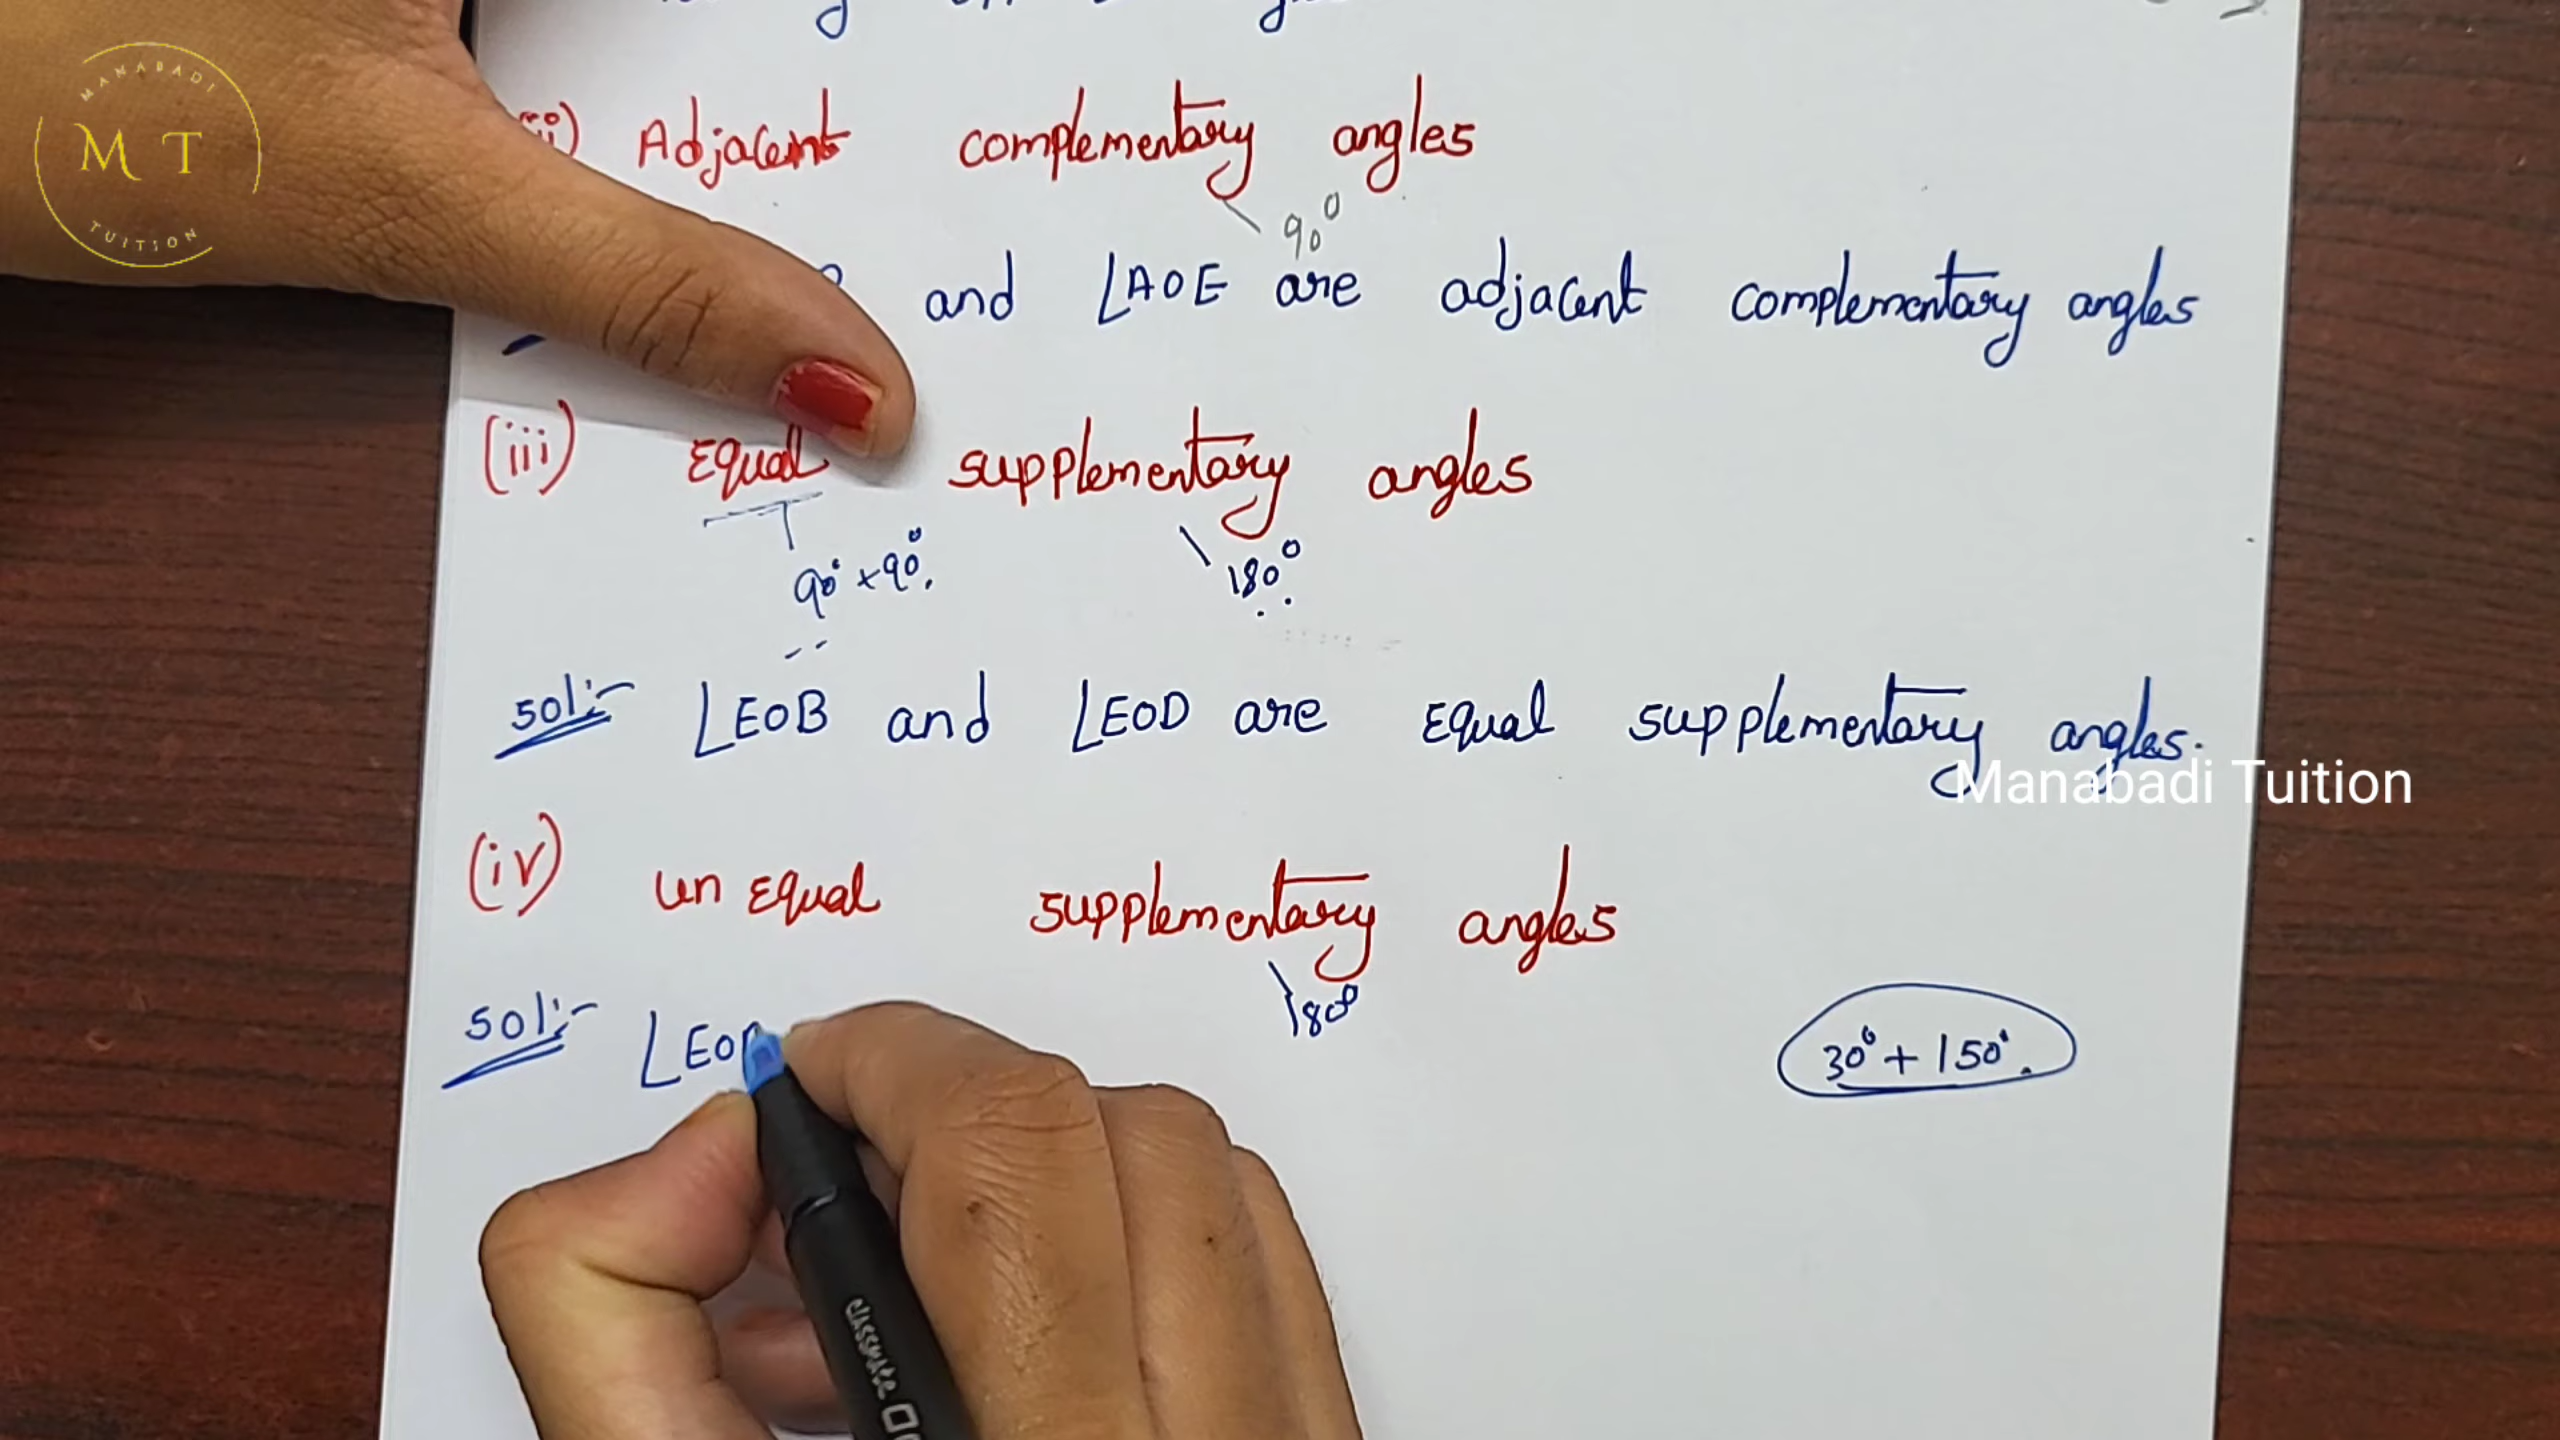 MANABADI
M T
TUITION
Adjacent complementary angles
90°
and ∠AOE are adjacent complementary angles
(iii) Equal supplementary angles
90° + 90°. 180°
sol:- ∠EOB and ∠EOD are Equal supplementary angles.
Manabadi Tuition
(iv) un Equal supplementary angles
180°
sol:- 30° + 150°.
classmate